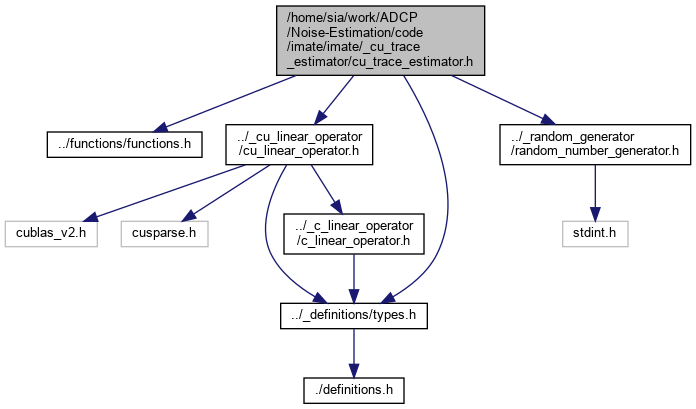 /home/sia/work/ADCP
/Noise-Estimation/code
/imate/imate/_cu_trace
_estimator/cu_trace_estimator.h
../functions/functions.h
../_cu_linear_operator
/cu_linear_operator.h
../_random_generator
/random_number_generator.h
cublas_v2.h
cusparse.h
../_c_linear_operator
/c_linear_operator.h
stdint.h
../_definitions/types.h
./definitions.h